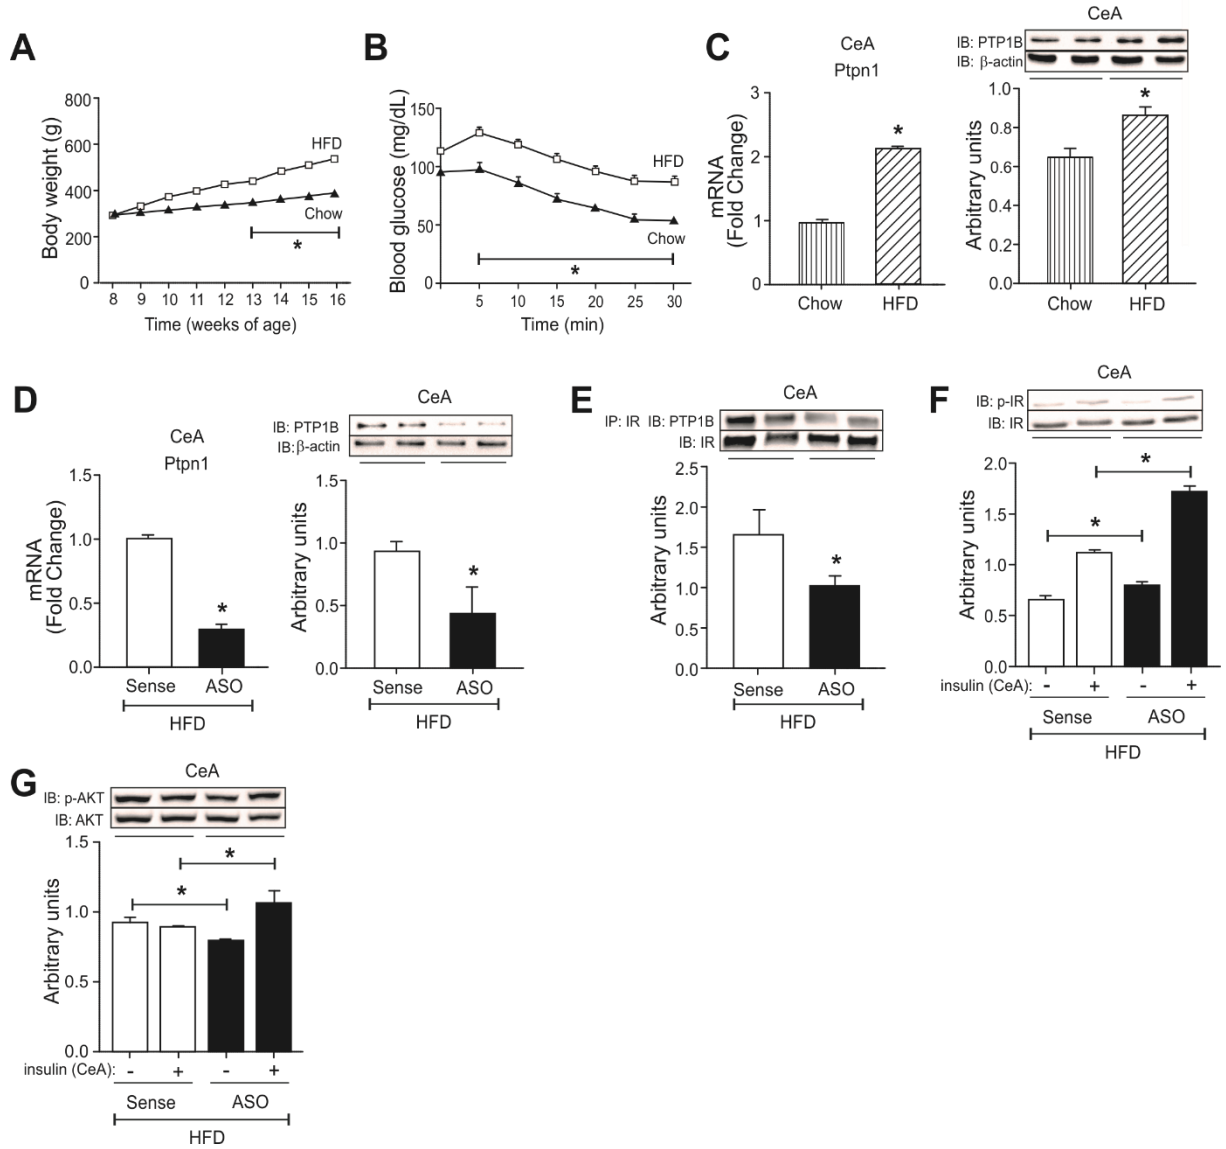 A
Body weight (g)
800
600
400
200
0
HFD
Chow
*
8 9 10 11 12 13 14 15 16
Time (weeks of age)
B
Blood glucose (mg/dL)
150
100
50
0
HFD
Chow
*
5 10 15 20 25 30
Time (min)
C
CeA
Ptpn1
mRNA
(Fold Change)
3
2
1
0
*
Chow HFD
CeA
IB: PTP1B
IB: β-actin
Arbitrary units
1.0
0.8
0.6
0.4
0.2
0.0
*
Chow HFD
D
CeA
Ptpn1
mRNA
(Fold Change)
1.5
1.0
0.5
0.0
*
Sense ASO
HFD
CeA
IB: PTP1B
IB:β-actin
Arbitrary units
1.5
1.0
0.5
0.0
*
Sense ASO
HFD
E
CeA
IP: IR IB: PTP1B
IB: IR
Arbitrary units
2.5
2.0
1.5
1.0
0.5
0.0
*
Sense ASO
HFD
F
CeA
IB: p-IR
IB: IR
Arbitrary units
2.0
1.5
1.0
0.5
0.0
*
*
insulin (CeA): - + - +
Sense ASO
HFD
G
CeA
IB: p-AKT
IB: AKT
Arbitrary units
1.5
1.0
0.5
0.0
*
*
insulin (CeA): - + - +
Sense ASO
HFD